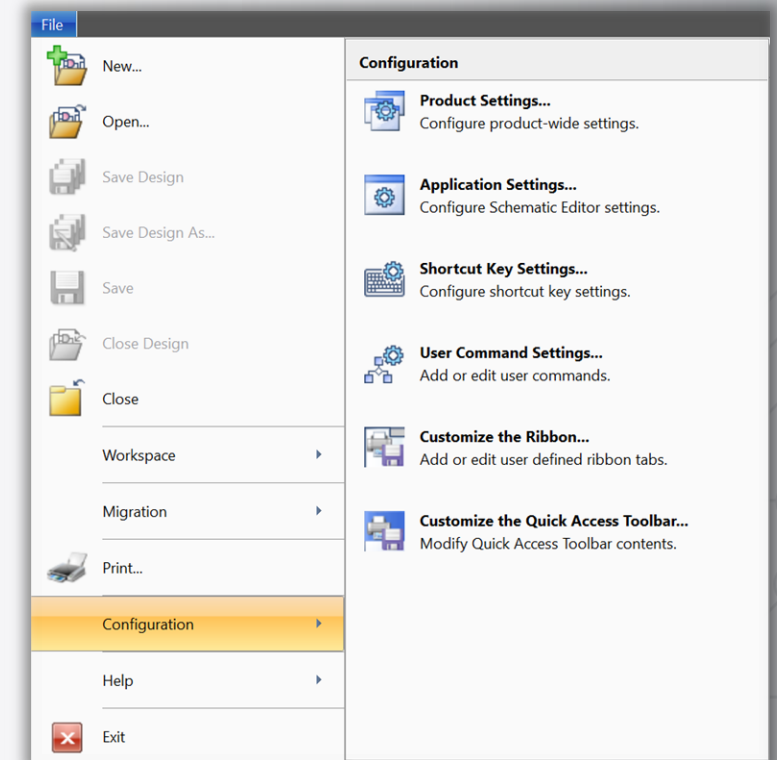 File
New...
Open...
Save Design
Save Design As...
Save
Close Design
Close
Workspace
Migration
Print...
Configuration
Help
Exit
Configuration
Product Settings...
Configure product-wide settings.
Application Settings...
Configure Schematic Editor settings.
Shortcut Key Settings...
Configure shortcut key settings.
User Command Settings...
Add or edit user commands.
Customize the Ribbon...
Add or edit user defined ribbon tabs.
Customize the Quick Access Toolbar...
Modify Quick Access Toolbar contents.